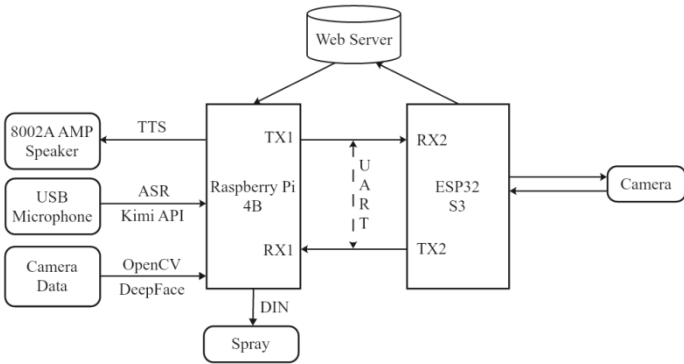 Web Server
8002A AMP
Speaker
TTS
TX1
RX2
USB
Microphone
ASR
Kimi API
Raspberry Pi
4B
UART
ESP32
S3
Camera
Camera
Data
OpenCV
DeepFace
RX1
TX2
DIN
Spray